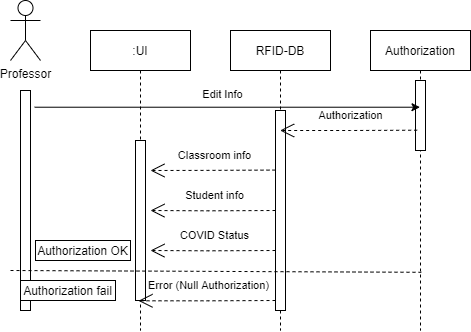 :UI
RFID-DB
Authorization
Professor
Edit Info
Authorization
Classroom info
Student info
COVID Status
Authorization OK
Authorization fail
Error (Null Authorization)